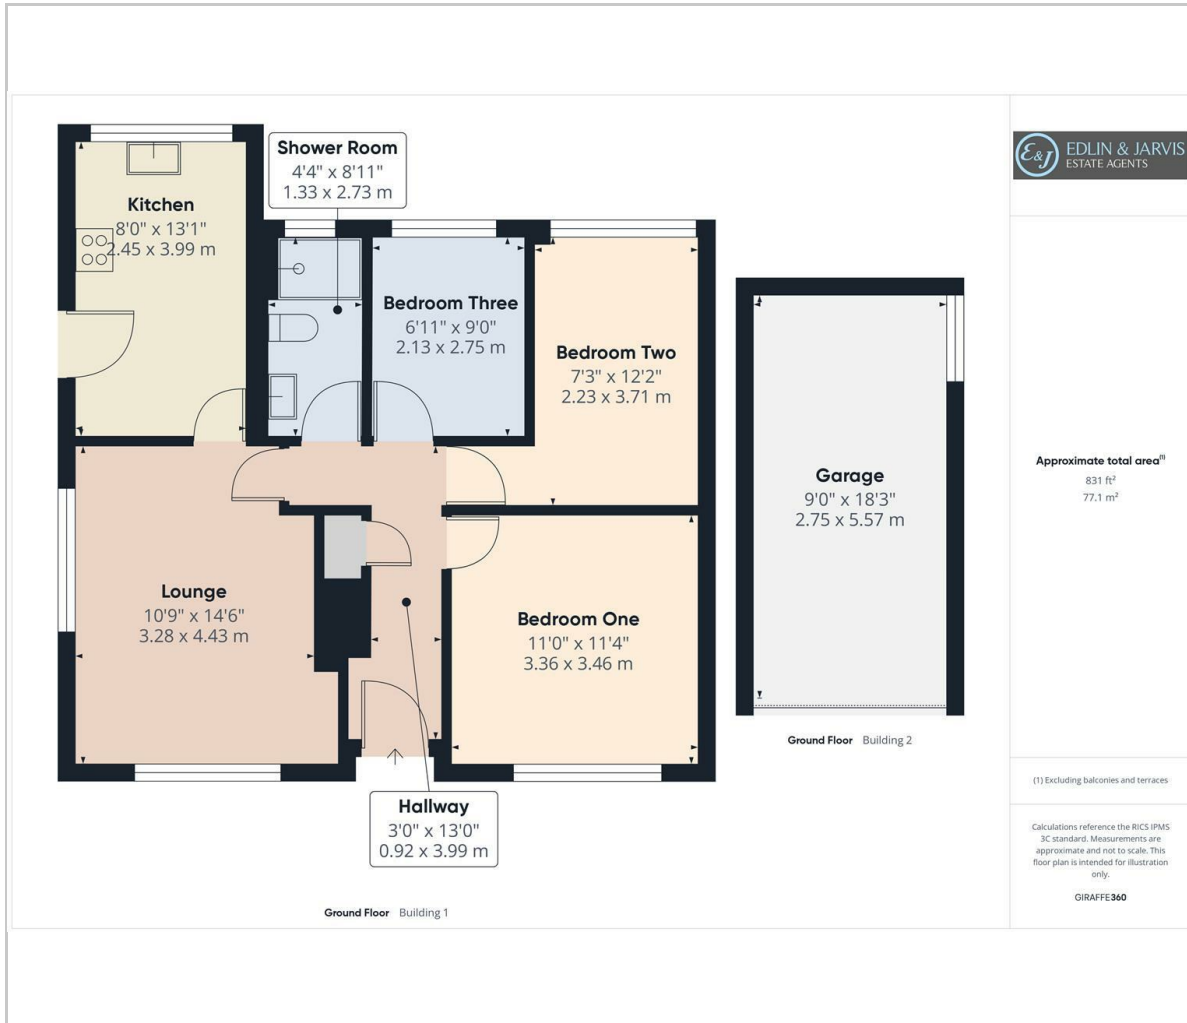 Shower Room
4'4" x 8'11"
1.33 x 2.73 m
Kitchen
8'0" x 13'1"
2.45 x 3.99 m
Bedroom Three
6'11" x 9'0"
2.13 x 2.75 m
Bedroom Two
7'3" x 12'2"
2.23 x 3.71 m
Lounge
10'9" x 14'6"
3.28 x 4.43 m
Bedroom One
11'0" x 11'4"
3.36 x 3.46 m
Hallway
3'0" x 13'0"
0.92 x 3.99 m
Ground Floor Building 1
Garage
9'0" x 18'3"
2.75 x 5.57 m
Ground Floor Building 2
E&J
EDLIN & JARVIS
ESTATE AGENTS
Approximate total area(1)
831 ft²
77.1 m²
(1) Excluding balconies and terraces
Calculations reference the RICS IPMS
3C standard. Measurements are
approximate and not to scale. This
floor plan is intended for illustration
only.
GIRAFFE360